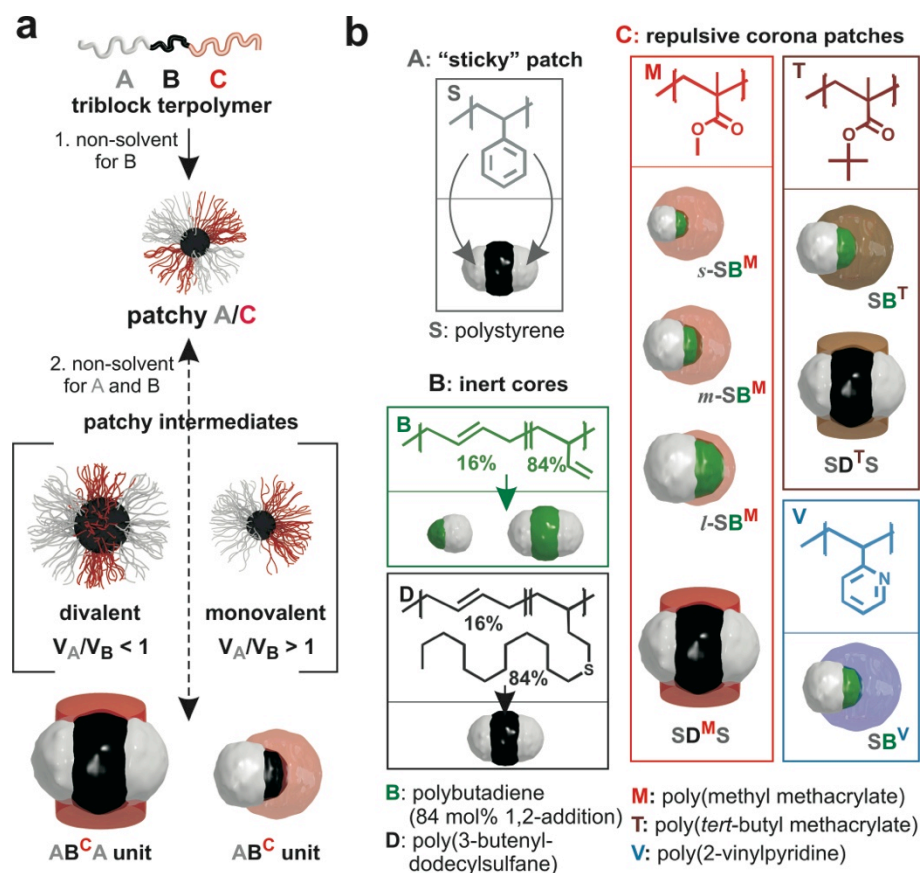 a
A B C
triblock terpolymer
1. non-solvent
for B
patchy A/C
2. non-solvent
for A and B
patchy intermediates
divalent
V_A/V_B < 1
monovalent
V_A/V_B > 1
AB^CA unit
AB^C unit
b
A: “sticky” patch
S
S: polystyrene
B: inert cores
B
16%
84%
D
16%
S
84%
B: polybutadiene
(84 mol% 1,2-addition)
D: poly(3-butenyl-
dodecylsulfane)
C: repulsive corona patches
M
O
O
s-SB^M
m-SB^M
l-SB^M
SD^MS
T
O
O
SB^T
SD^TS
V
N
SB^V
M: poly(methyl methacrylate)
T: poly(tert-butyl methacrylate)
V: poly(2-vinylpyridine)